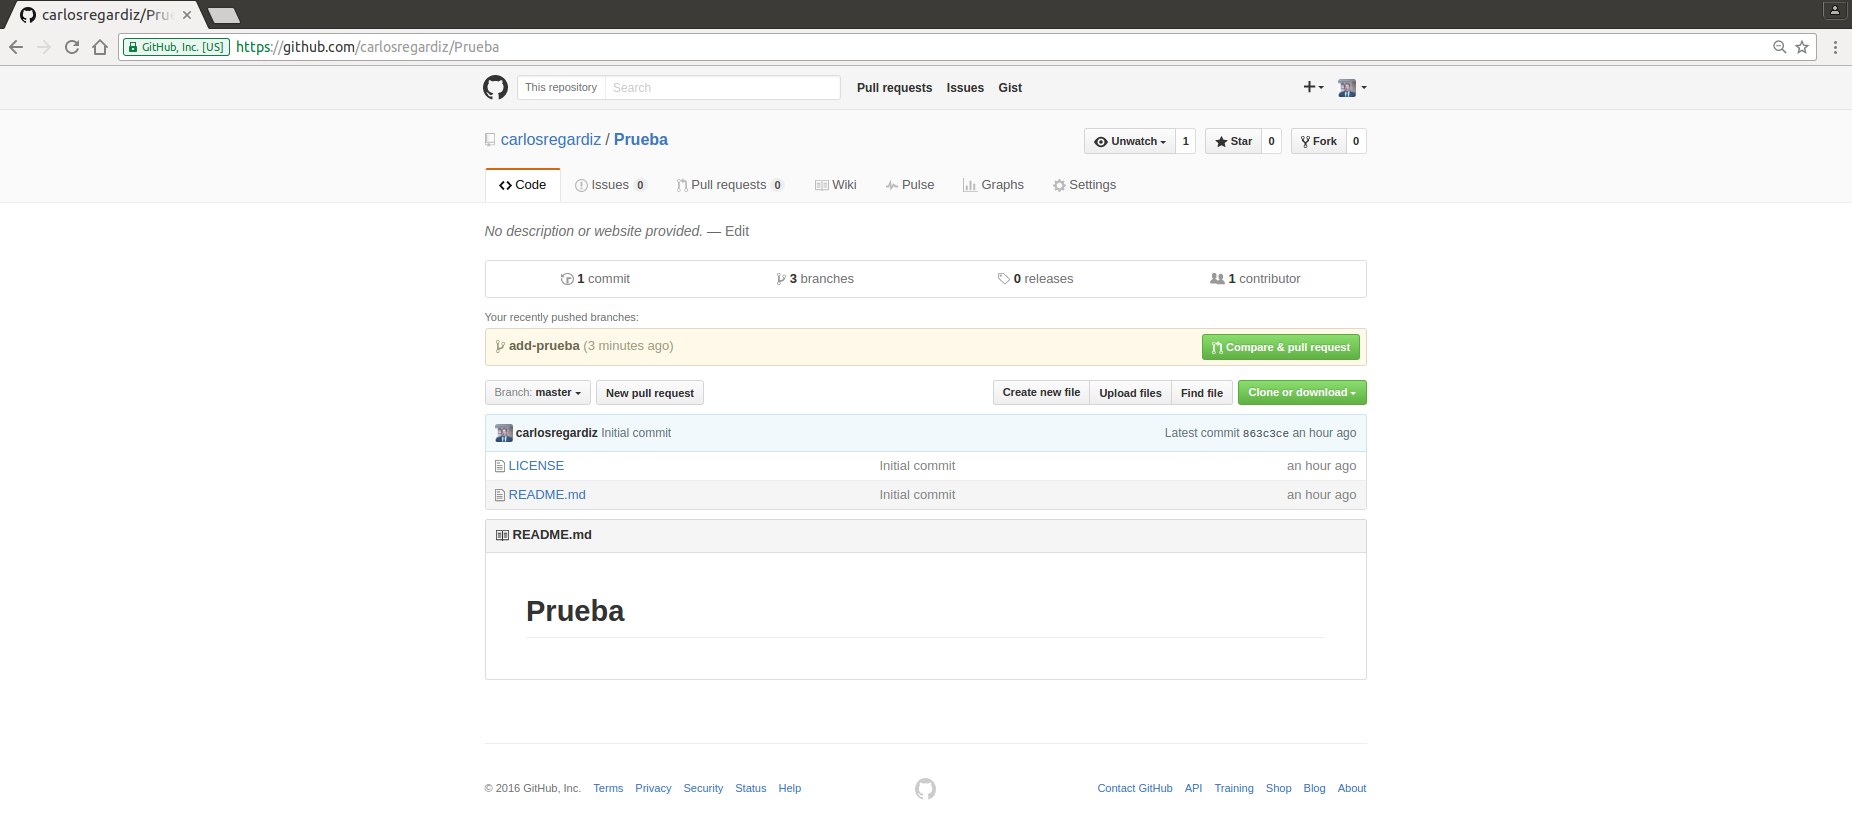 carlosregardiz/Prue
GitHub, Inc. [US] https://github.com/carlosregardiz/Prueba
This repository Search Pull requests Issues Gist
carlosregardiz / Prueba Unwatch 1 Star 0 Fork 0
Code Issues 0 Pull requests 0 Wiki Pulse Graphs Settings
No description or website provided. — Edit
1 commit 3 branches 0 releases 1 contributor
Your recently pushed branches:
add-prueba (3 minutes ago) Compare & pull request
Branch: master New pull request Create new file Upload files Find file Clone or download
carlosregardiz Initial commit Latest commit 863c3ce an hour ago
LICENSE Initial commit an hour ago
README.md Initial commit an hour ago
README.md
Prueba
© 2016 GitHub, Inc. Terms Privacy Security Status Help Contact GitHub API Training Shop Blog About